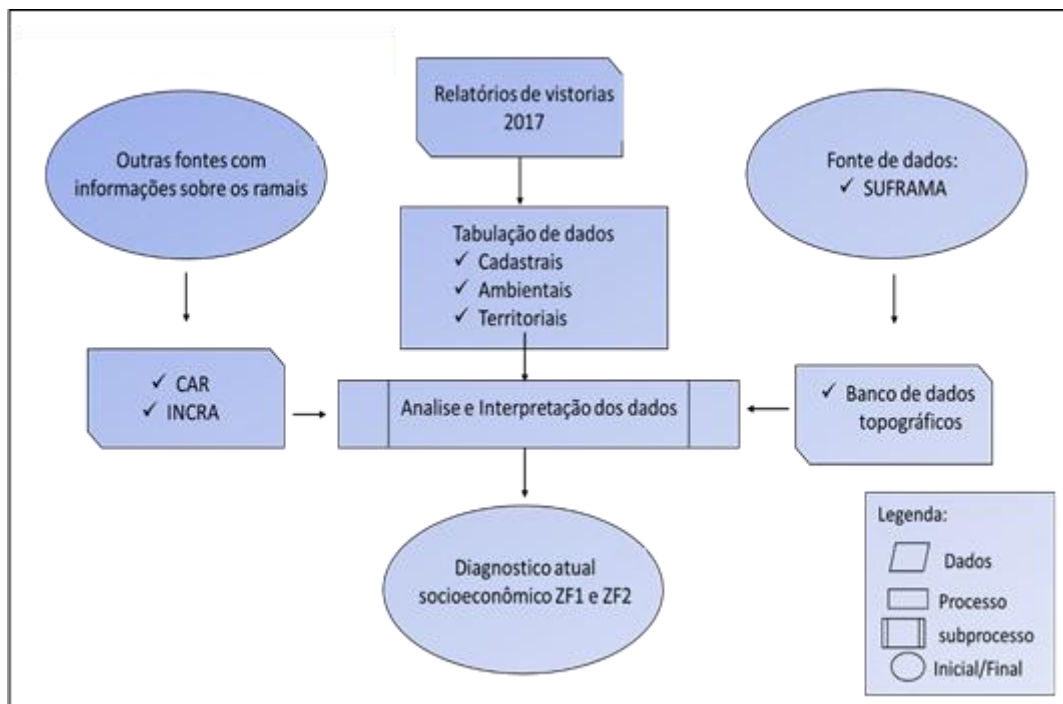 Relatórios de vistorias
2017
Outras fontes com
informações sobre os ramais
Fonte de dados:
✓ SUFRAMA
Tabulação de dados
✓ Cadastrais
✓ Ambientais
✓ Territoriais
✓ CAR
✓ INCRA
Analise e Interpretação dos dados
✓ Banco de dados
topográficos
Diagnostico atual
socioeconômico ZF1 e ZF2
Legenda:
Dados
Processo
subprocesso
Inicial/Final